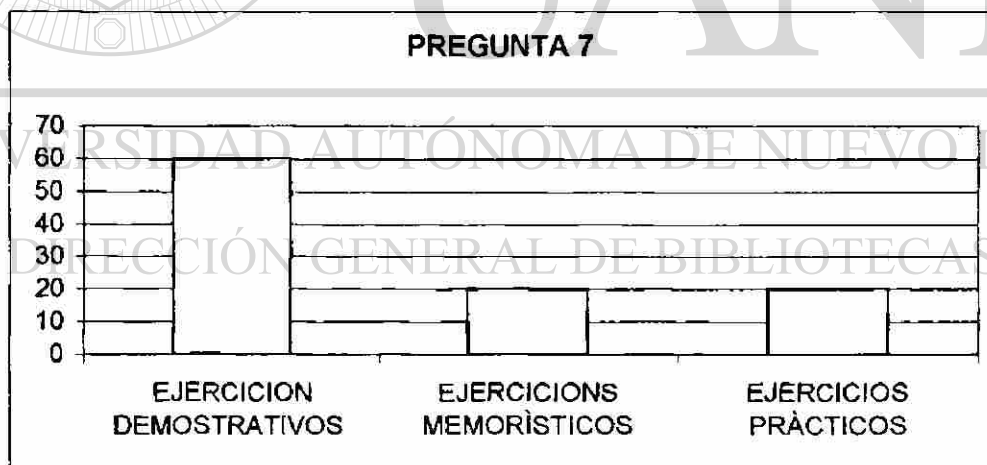 PREGUNTA 7
VERSIDAD AUTÓNOMA DE NUEVO
DIRECCIÓN GENERAL DE BIBLIOTECAS
70
60
50
40
30
20
10
0
EJERCICION DEMOSTRATIVOS
EJERCICIONS MEMORÌSTICOS
EJERCICIOS PRÀCTICOS